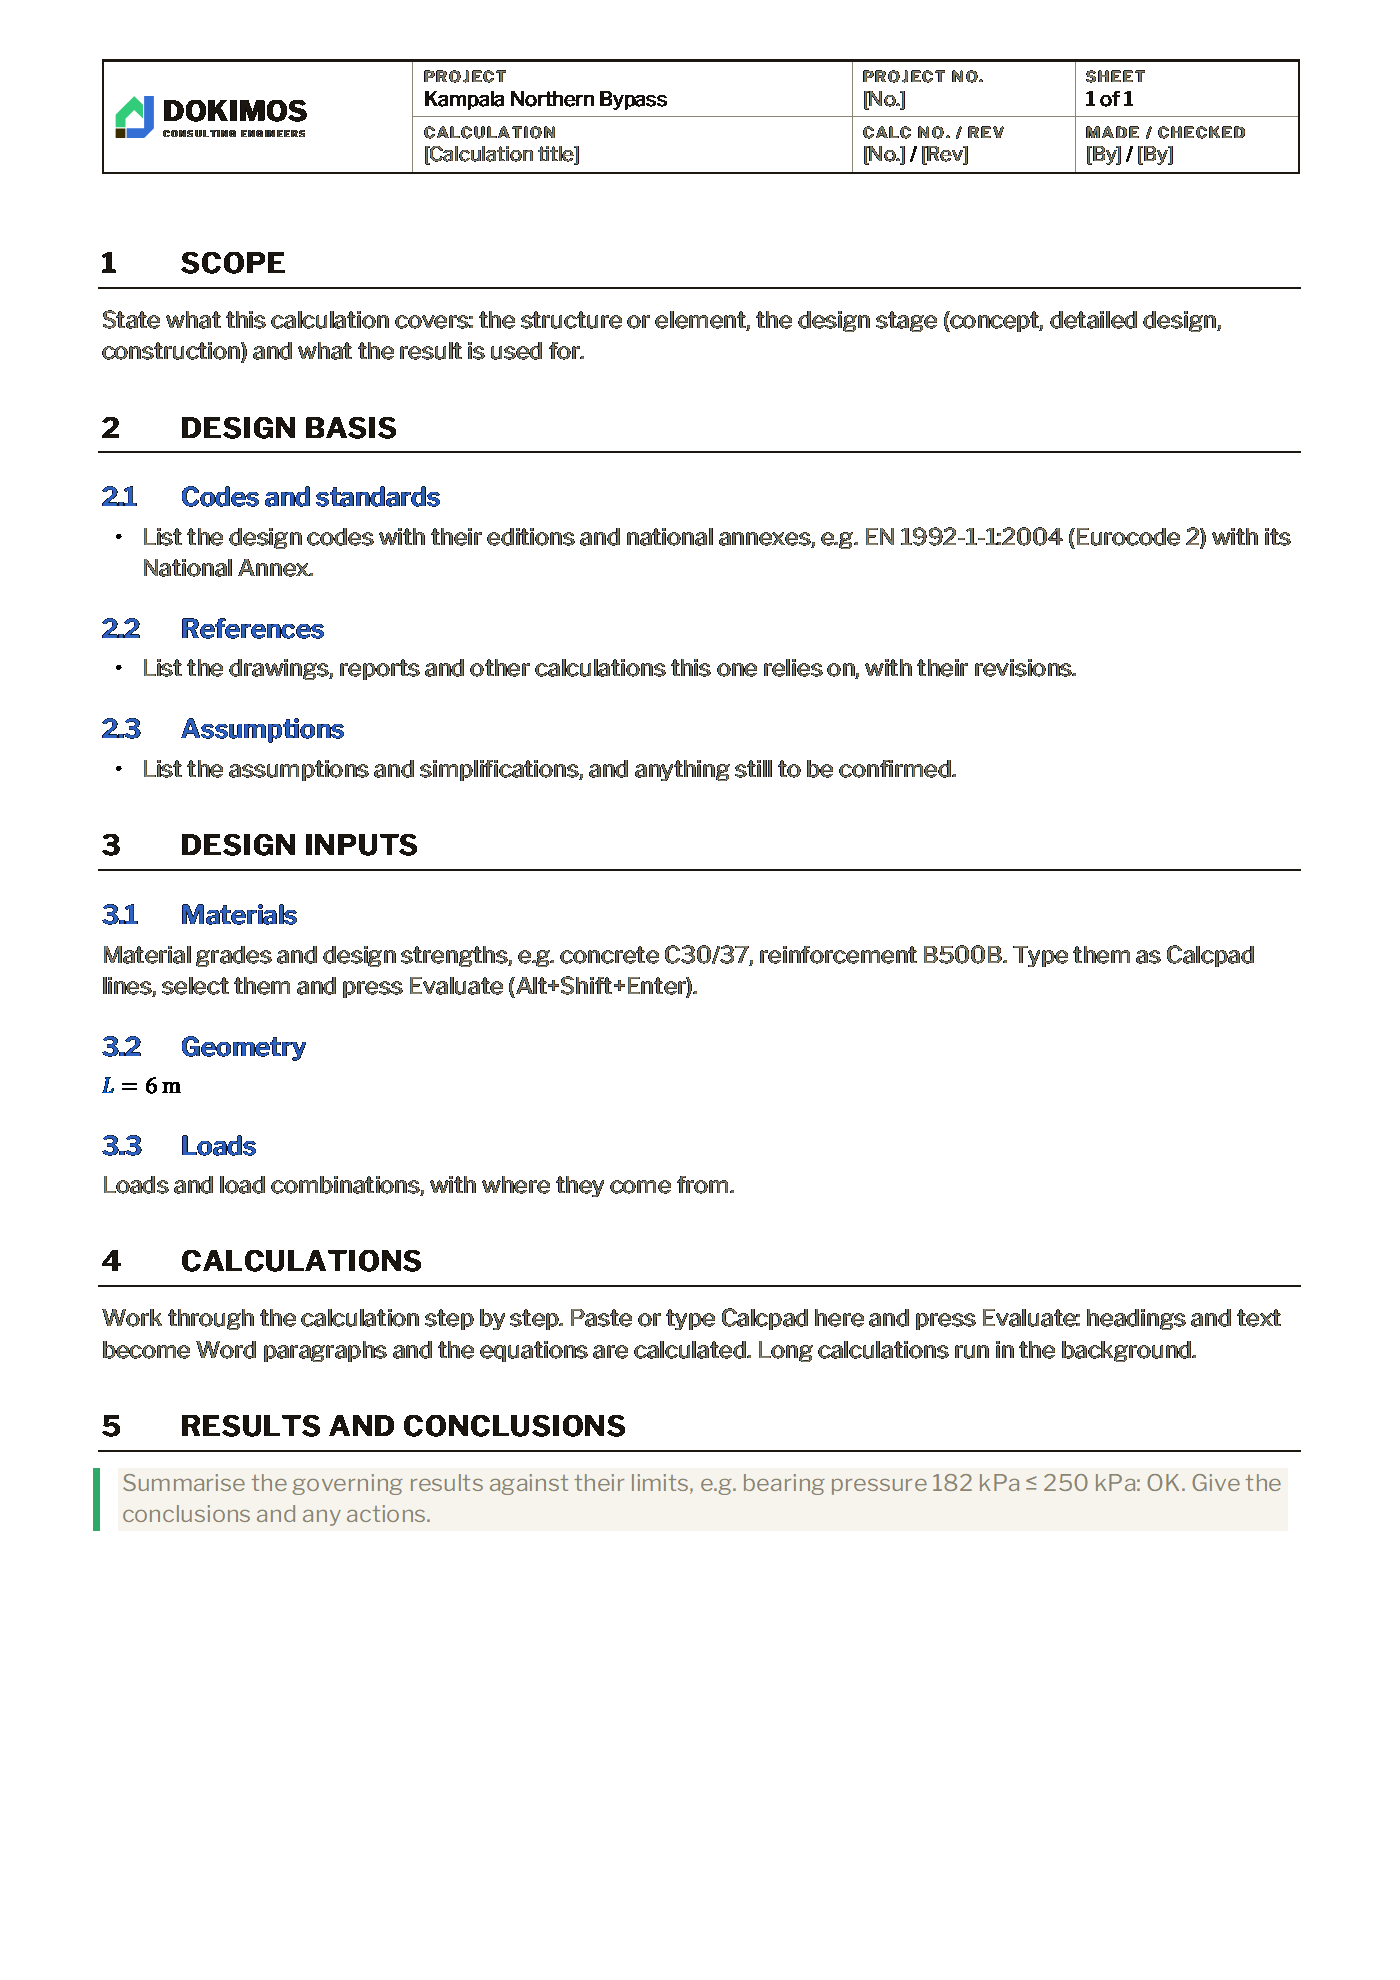 DOKIMOS
CONSULTING ENGINEERS
PROJECT
Kampala Northern Bypass
PROJECT NO.
[No.]
SHEET
1 of 1
CALCULATION
[Calculation title]
CALC NO. / REV
[No.] / [Rev]
MADE / CHECKED
[By] / [By]
1 SCOPE
State what this calculation covers: the structure or element, the design stage (concept, detailed design,
construction) and what the result is used for.
2 DESIGN BASIS
2.1 Codes and standards
• List the design codes with their editions and national annexes, e.g. EN 1992-1-1:2004 (Eurocode 2) with its
National Annex.
2.2 References
• List the drawings, reports and other calculations this one relies on, with their revisions.
2.3 Assumptions
• List the assumptions and simplifications, and anything still to be confirmed.
3 DESIGN INPUTS
3.1 Materials
Material grades and design strengths, e.g. concrete C30/37, reinforcement B500B. Type them as Calcpad
lines, select them and press Evaluate (Alt+Shift+Enter).
3.2 Geometry
L = 6 m
3.3 Loads
Loads and load combinations, with where they come from.
4 CALCULATIONS
Work through the calculation step by step. Paste or type Calcpad here and press Evaluate: headings and text
become Word paragraphs and the equations are calculated. Long calculations run in the background.
5 RESULTS AND CONCLUSIONS
Summarise the governing results against their limits, e.g. bearing pressure 182 kPa ≤ 250 kPa: OK. Give the
conclusions and any actions.